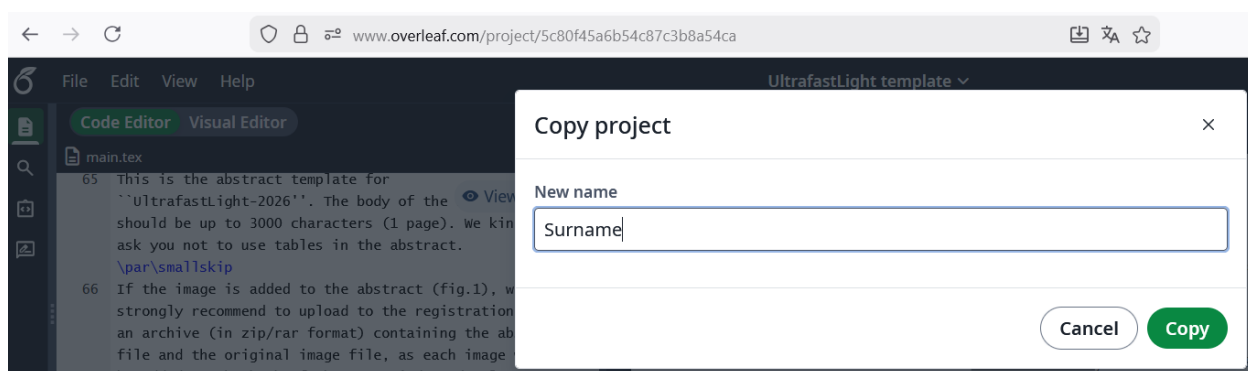 www.overleaf.com/project/5c80f45a6b54c87c3b8a54ca
File Edit View Help
UltrafastLight template
Code Editor Visual Editor
main.tex
Copy project
New name
Surname
Cancel
Copy
65 This is the abstract template for
``UltrafastLight-2026''. The body of the
View
should be up to 3000 characters (1 page). We kin
ask you not to use tables in the abstract.
\par\smallskip
66 If the image is added to the abstract (fig.1), w
strongly recommend to upload to the registration
an archive (in zip/rar format) containing the ab
file and the original image file, as each image